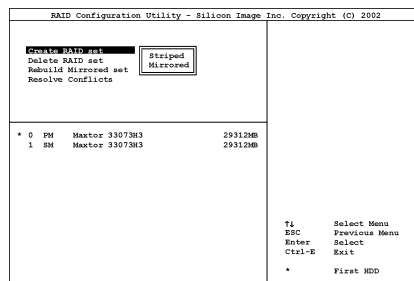 RAID Configuration Utility - Silicon Image Inc. Copyright (C) 2002
Create RAID set
Delete RAID set
Rebuild Mirrored set
Resolve Conflicts
Striped
Mirrored
* 0 PM Maxtor 33073H3 29312MB
1 SM Maxtor 33073H3 29312MB
↑↓ Select Menu
ESC Previous Menu
Enter Select
Ctrl-E Exit
* First HDD